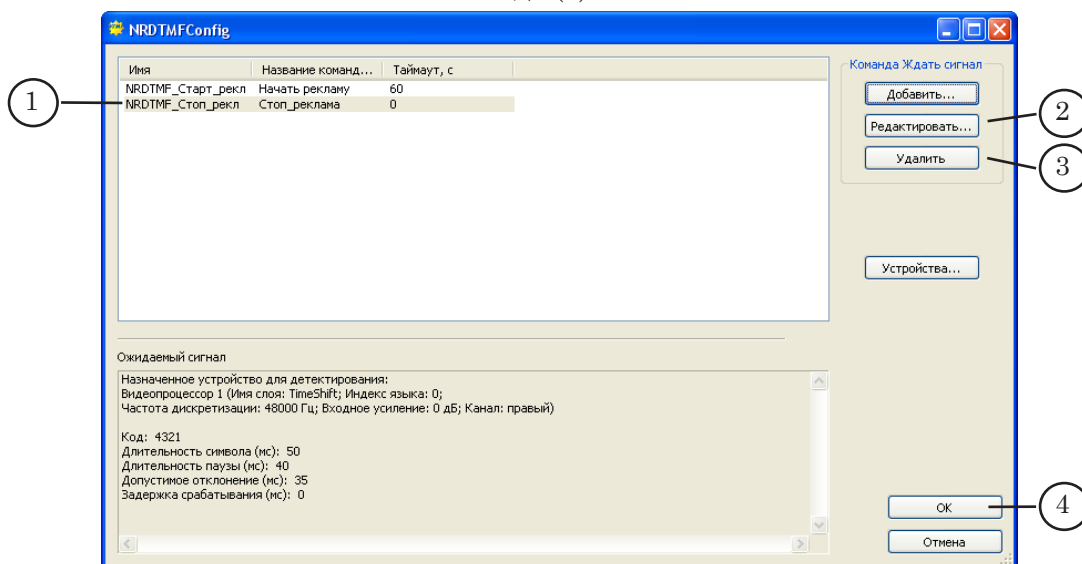 NRDTMFConfig
Имя Название команд... Таймаут, с
NRDTMF_Старт_рекл Начать рекламу 60
NRDTMF_Стоп_рекл Стоп_реклама 0
Команда Ждать сигнал
Добавить...
Редактировать...
Удалить
Устройства...
1
2
3
Ожидаемый сигнал
Назначенное устройство для детектирования:
Видеопроцессор 1 (Имя слоя: TimeShift; Индекс языка: 0;
Частота дискретизации: 48000 Гц; Входное усиление: 0 дБ; Канал: правый)
Код: 4321
Длительность символа (мс): 50
Длительность паузы (мс): 40
Допустимое отклонение (мс): 35
Задержка срабатывания (мс): 0
OK
4
Отмена